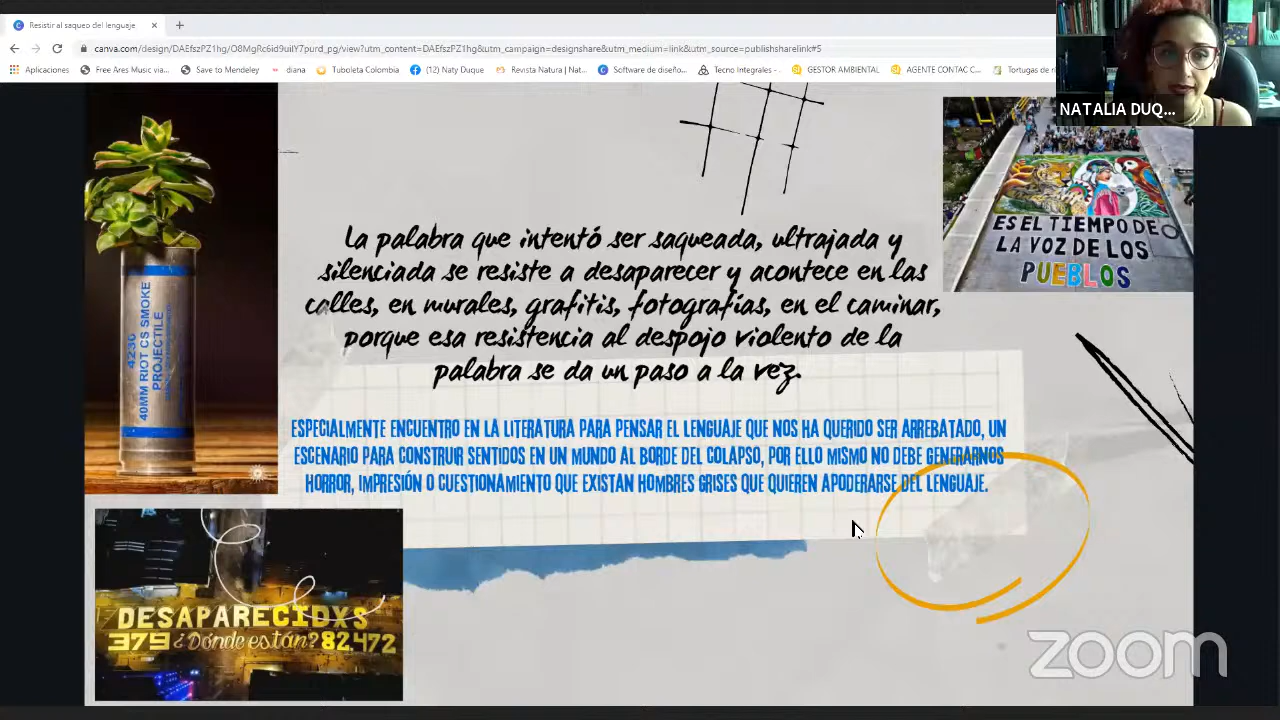 Resistir al saqueo del lenguaje
canva.com/design/DAEfszPZ1hg/O8MgRc6id9uiIY7purd_pg/view?utm_content=DAEfszPZ1hg&utm_campaign=designshare&utm_medium=link&utm_source=publishsharelink#5
Aplicaciones
Free Ares Music via...
Save to Mendeley
diana
Tuboleta Colombia
(12) Naty Duque
Revista Natura | Nat...
Software de diseño...
Tecno Integrales -...
GESTOR AMBIENTAL
AGENTE CONTAC C...
Tortugas de
NATALIA DUQ...
ES EL TIEMPO DE
LA VOZ DE LOS
PUEBLOS
La palabra que intentó ser saqueada, ultrajada y
silenciada se resiste a desaparecer y acontece en las
calles, en murales, grafitis, fotografías, en el caminar,
porque esa resistencia al despojo violento de la
palabra se da un paso a la vez.
4230
40MM RIOT CS SMOKE
PROJECTILE
ESPECIALMENTE ENCUENTRO EN LA LITERATURA PARA PENSAR EL LENGUAJE QUE NOS HA QUERIDO SER ARREBATADO, UN
ESCENARIO PARA CONSTRUIR SENTIDOS EN UN MUNDO AL BORDE DEL COLAPSO, POR ELLO MISMO NO DEBE GENERARNOS
HORROR, IMPRESIÓN O CUESTIONAMIENTO QUE EXISTAN HOMBRES GRISES QUE QUIEREN APODERARSE DEL LENGUAJE.
DESAPARECIDXS
379 ¿Dónde están? 82.472
zoom